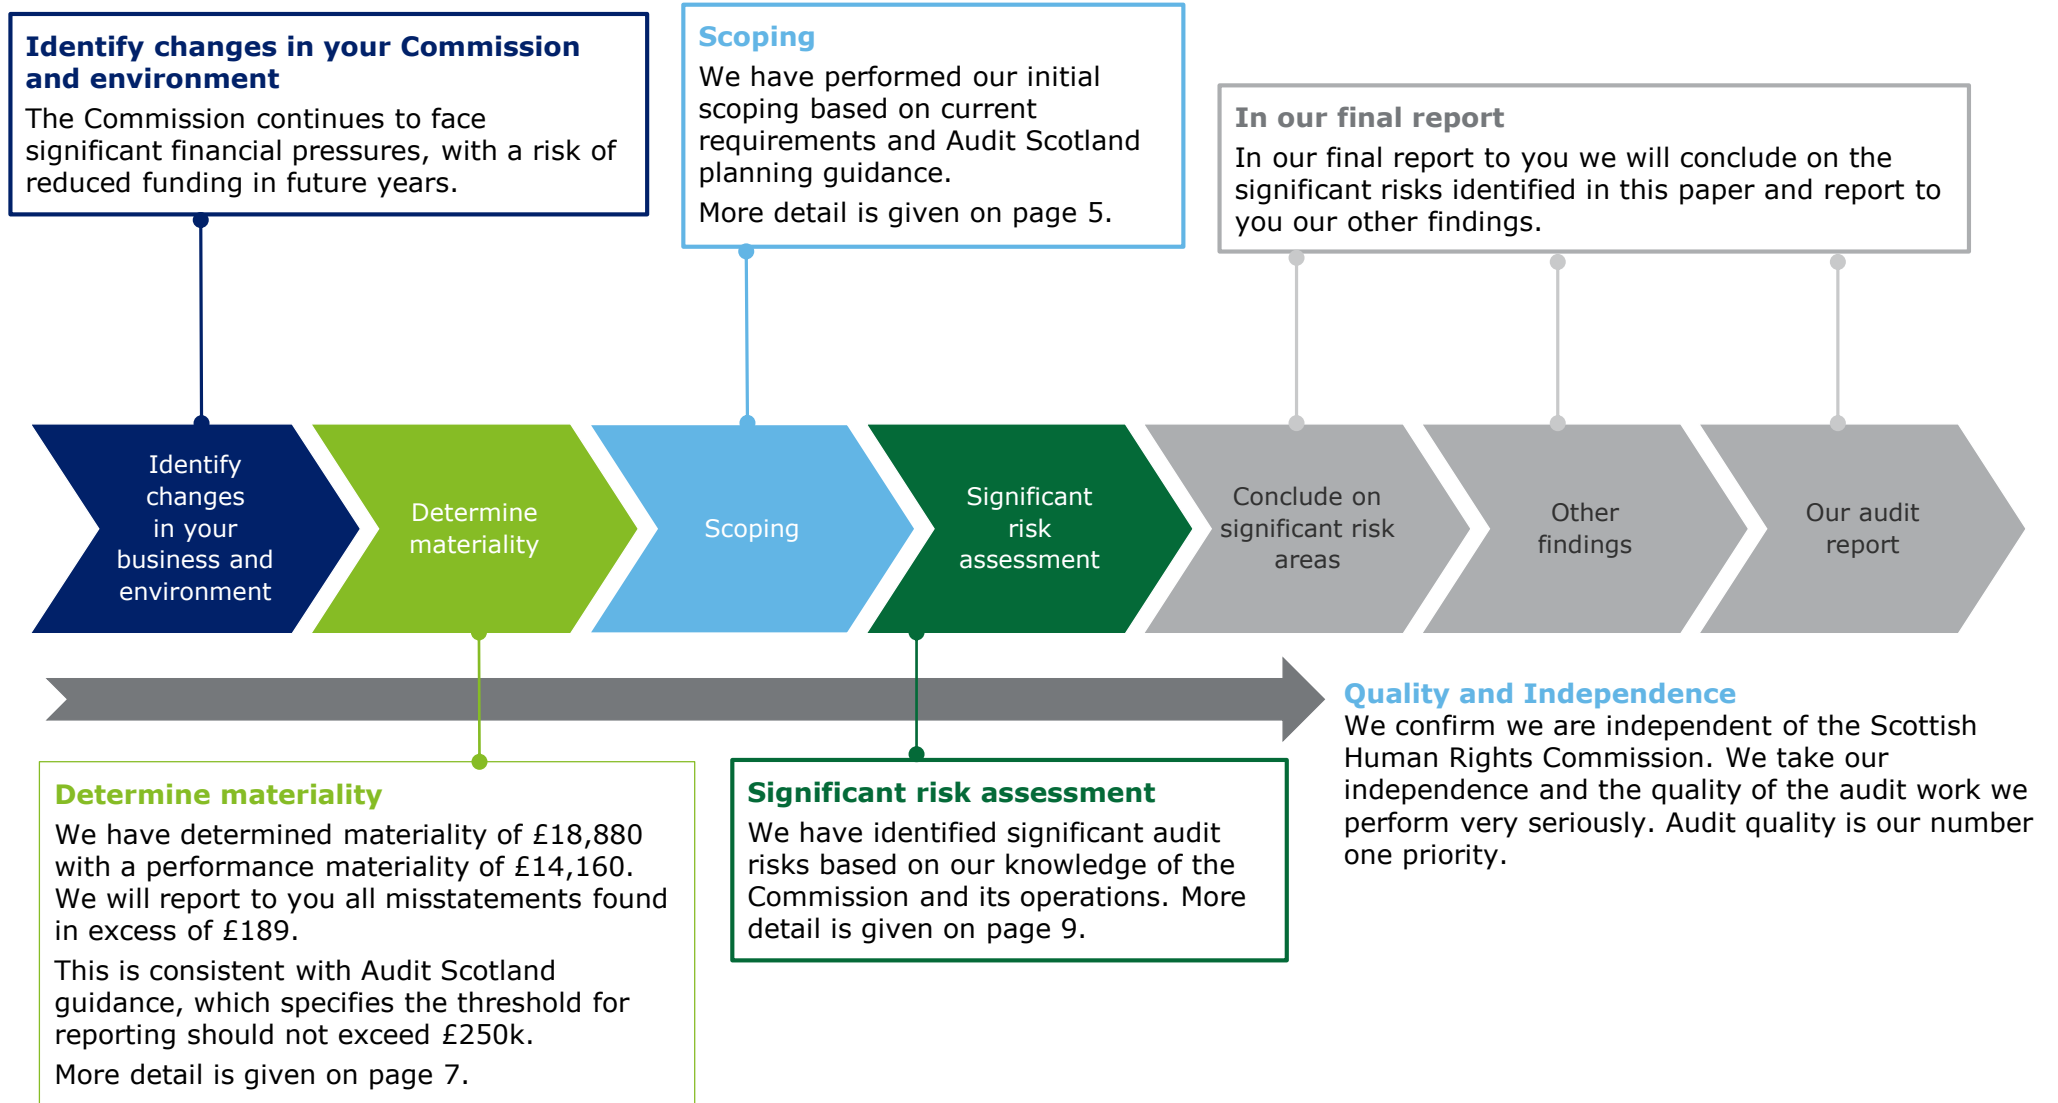 Identify changes in your Commission
and environment
The Commission continues to face
significant financial pressures, with a risk of
reduced funding in future years.
Scoping
We have performed our initial
scoping based on current
requirements and Audit Scotland
planning guidance.
More detail is given on page 5.
In our final report
In our final report to you we will conclude on the
significant risks identified in this paper and report to
you our other findings.
Identify
changes
in your
business and
environment
Determine
materiality
Scoping
Significant
risk
assessment
Conclude on
significant risk
areas
Other
findings
Our audit
report
Determine materiality
We have determined materiality of £18,880
with a performance materiality of £14,160.
We will report to you all misstatements found
in excess of £189.
This is consistent with Audit Scotland
guidance, which specifies the threshold for
reporting should not exceed £250k.
More detail is given on page 7.
Significant risk assessment
We have identified significant audit
risks based on our knowledge of the
Commission and its operations. More
detail is given on page 9.
Quality and Independence
We confirm we are independent of the Scottish
Human Rights Commission. We take our
independence and the quality of the audit work we
perform very seriously. Audit quality is our number
one priority.